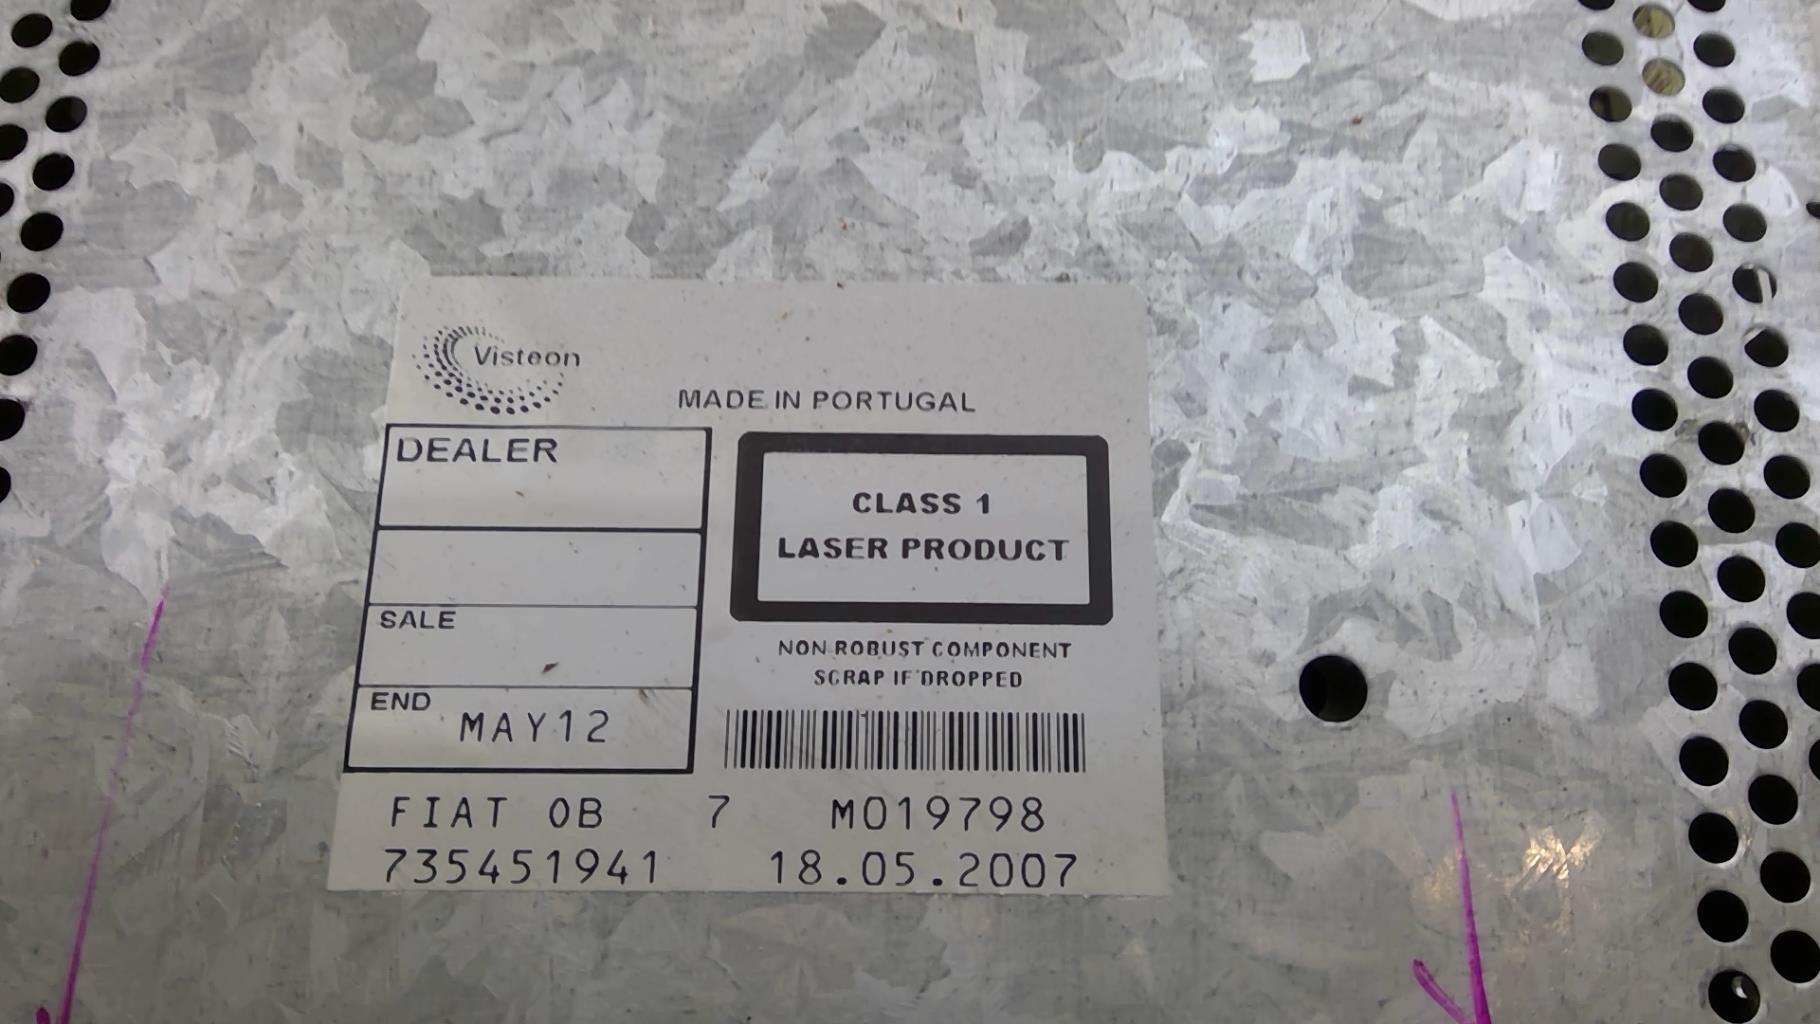 Visteon
MADE IN PORTUGAL
DEALER
CLASS 1
LASER PRODUCT
SALE
NON ROBUST COMPONENT
SCRAP IF DROPPED
END MAY12
FIAT 0B 7 M019798
735451941 18.05.2007